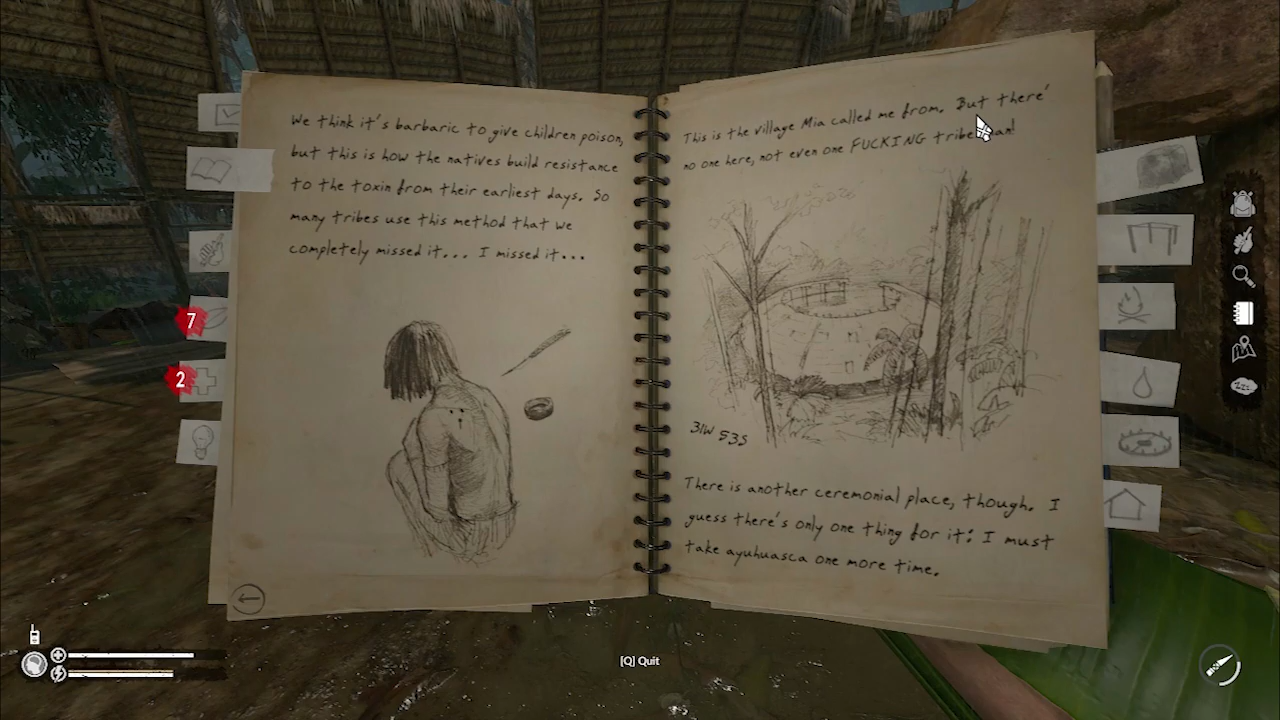 We think it's barbaric to give children poison,
but this is how the natives build resistance
to the toxin from their earliest days. So
many tribes use this method that we
completely missed it... I missed it...
This is the village Mia called me from. But there'
no one here, not even one FUCKING tribe an!
31W 53S
There is another ceremonial place, though. I
guess there's only one thing for it: I must
take ayuhuasca one more time.
7
2
[Q] Quit